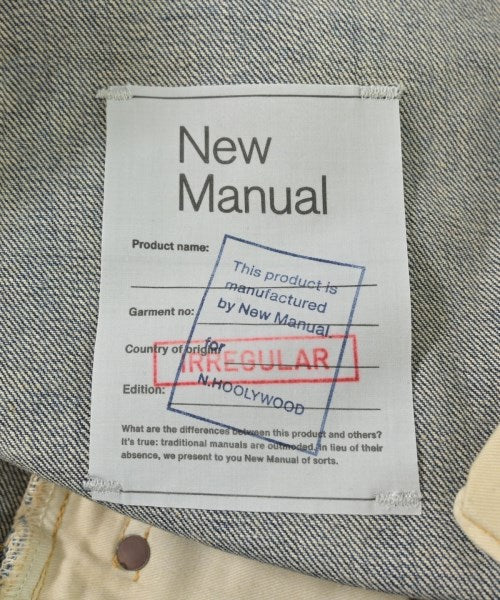 New
Manual
Product name:
This product is
manufactured
by New Manual.
Garment no:
for
Country of origin:
IRREGULAR
N.HOOLYWOOD
Edition:
What are the differences between this product and others?
It's true: traditional manuals are outmoded. In lieu of their
absence, we present to you New Manual of sorts.